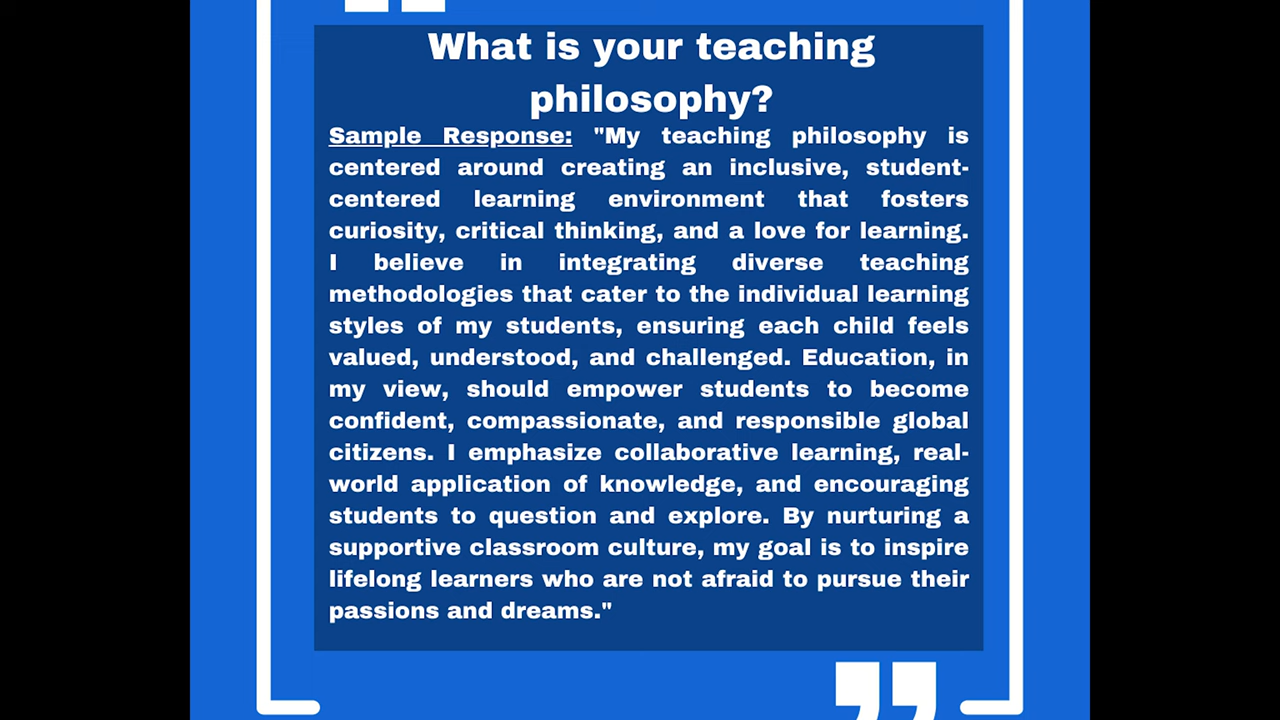 What is your teaching
philosophy?
Sample Response: "My teaching philosophy is
centered around creating an inclusive, student-
centered learning environment that fosters
curiosity, critical thinking, and a love for learning.
I believe in integrating diverse teaching
methodologies that cater to the individual learning
styles of my students, ensuring each child feels
valued, understood, and challenged. Education, in
my view, should empower students to become
confident, compassionate, and responsible global
citizens. I emphasize collaborative learning, real-
world application of knowledge, and encouraging
students to question and explore. By nurturing a
supportive classroom culture, my goal is to inspire
lifelong learners who are not afraid to pursue their
passions and dreams."